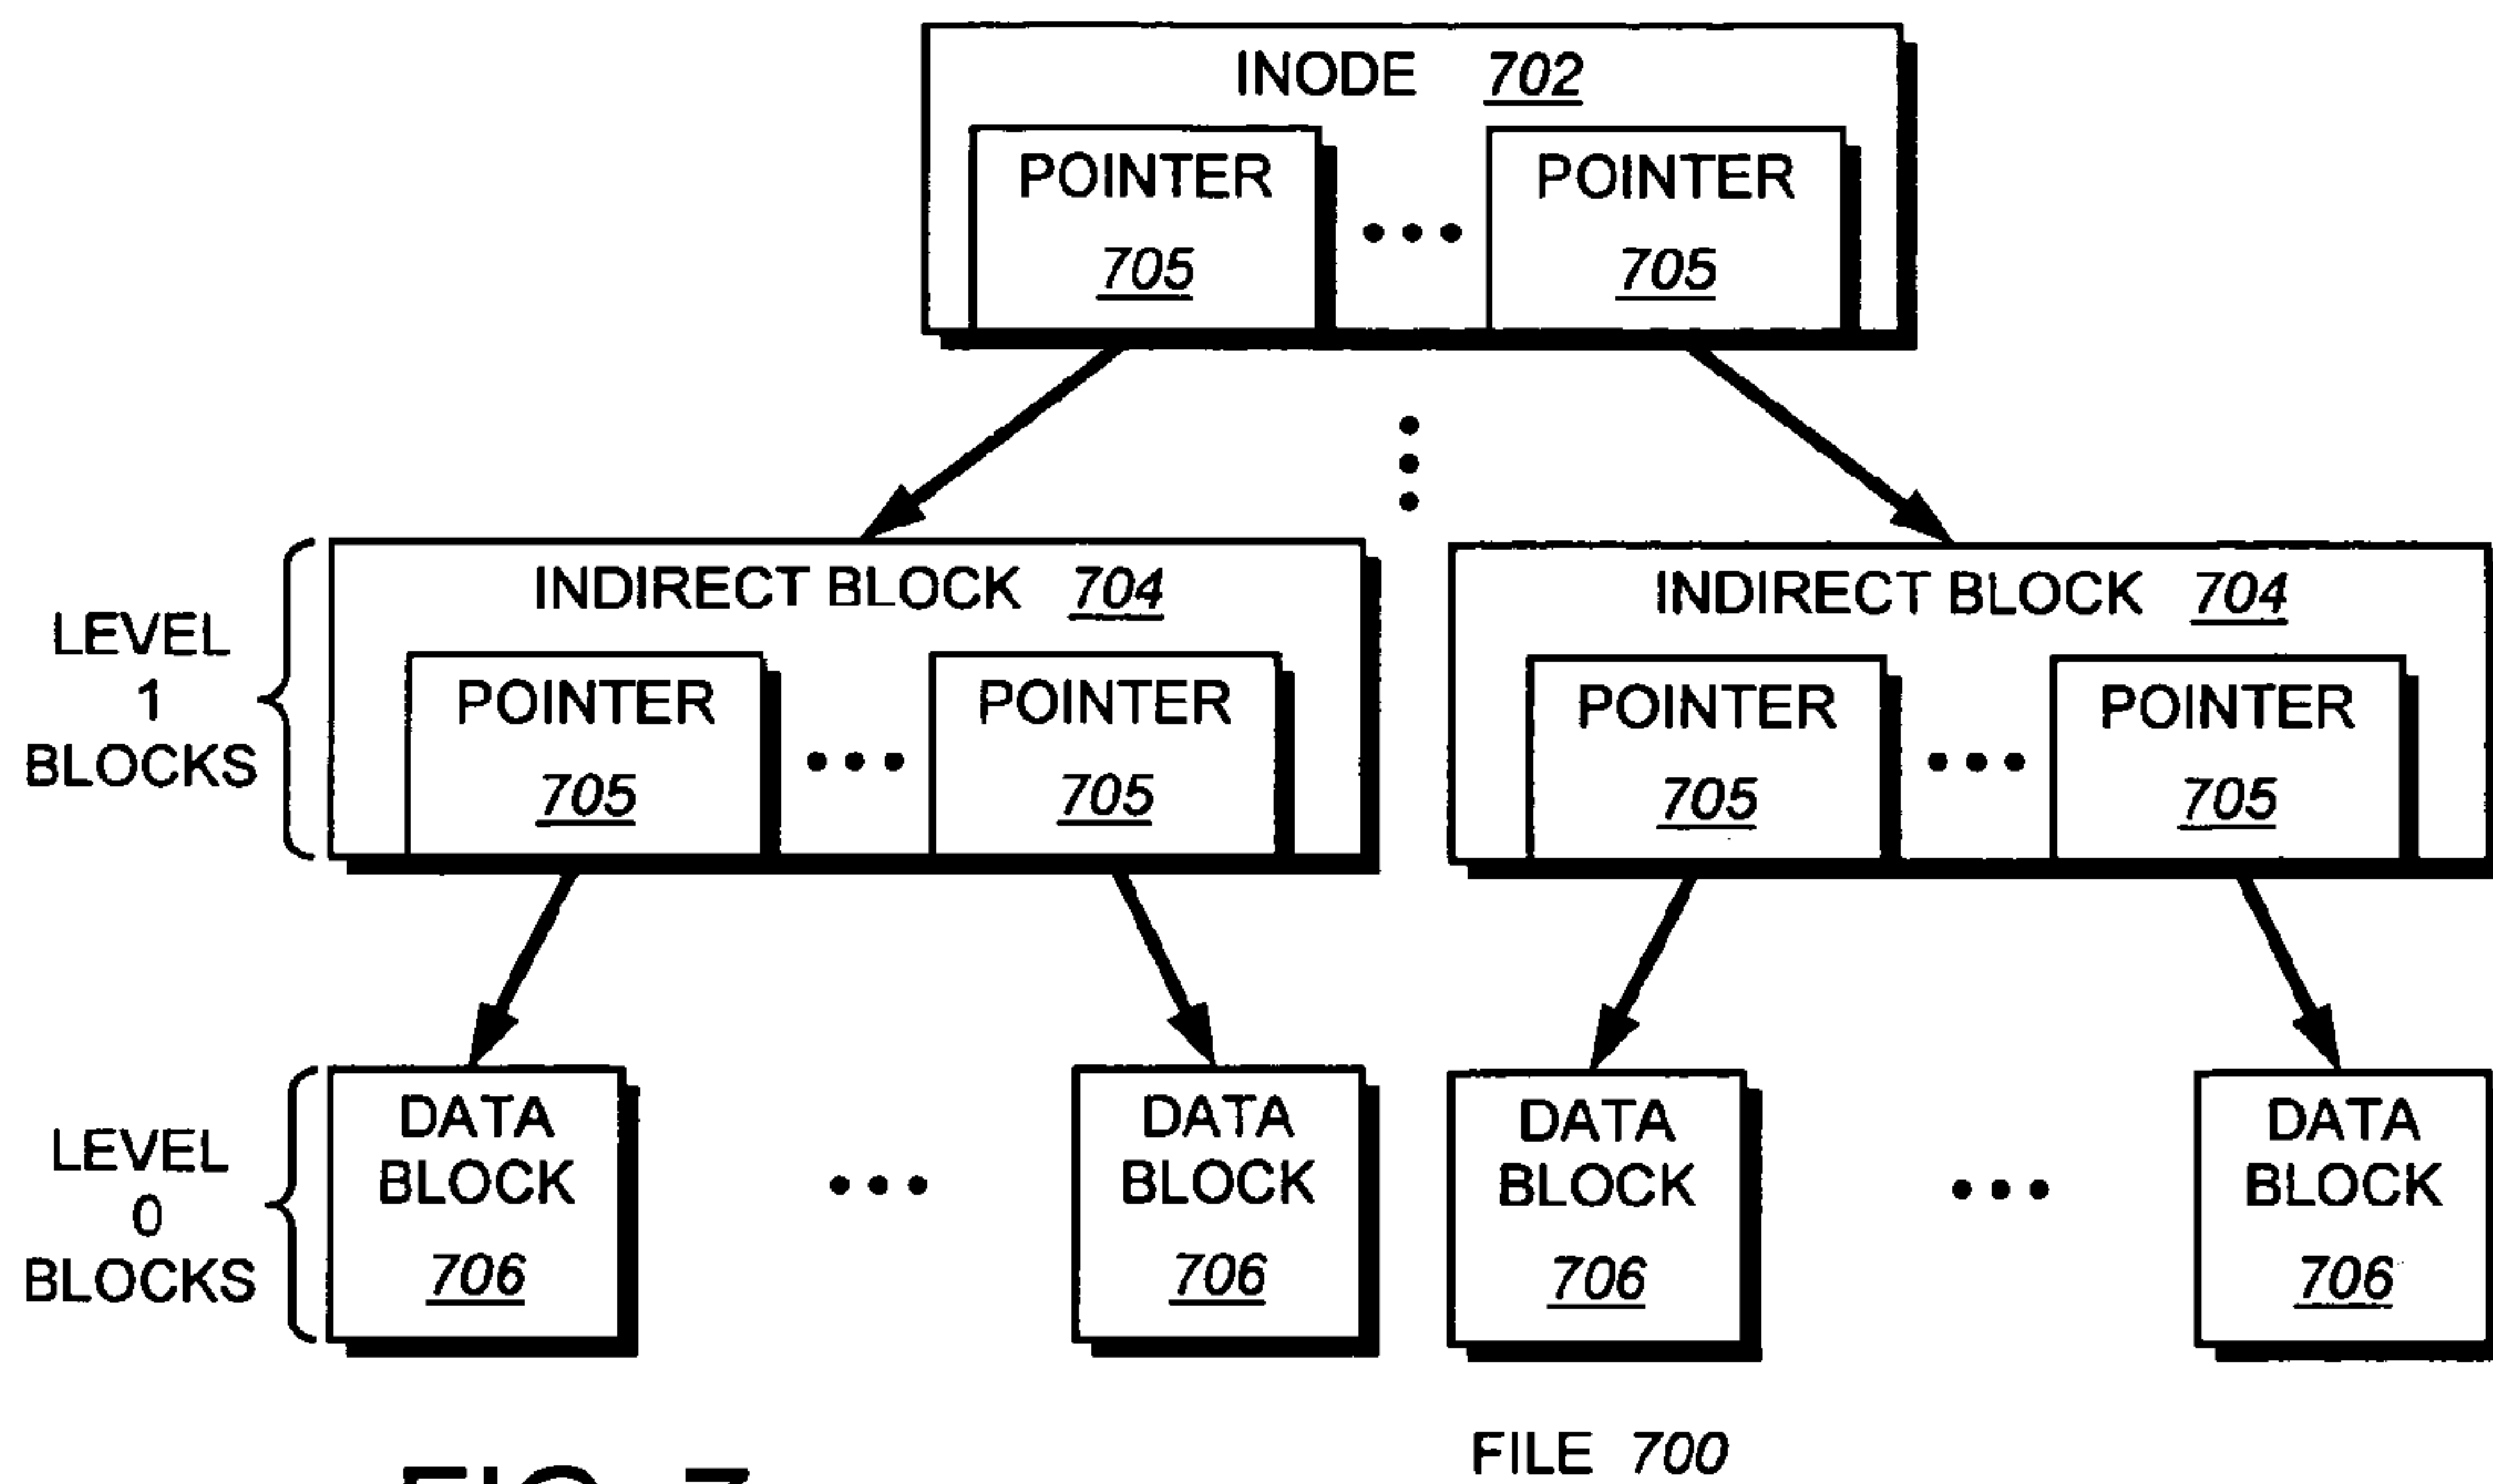 INODE 702
POINTER POINTER
705 ••• 705
INDIRECT BLOCK 704
POINTER POINTER
705 ••• 705
INDIRECT BLOCK 704
POINTER POINTER
705 ••• 705
LEVEL
1
BLOCKS
LEVEL
0
BLOCKS
DATA
BLOCK
706
•••
DATA
BLOCK
706
DATA
BLOCK
706
•••
DATA
BLOCK
706
FILE 700